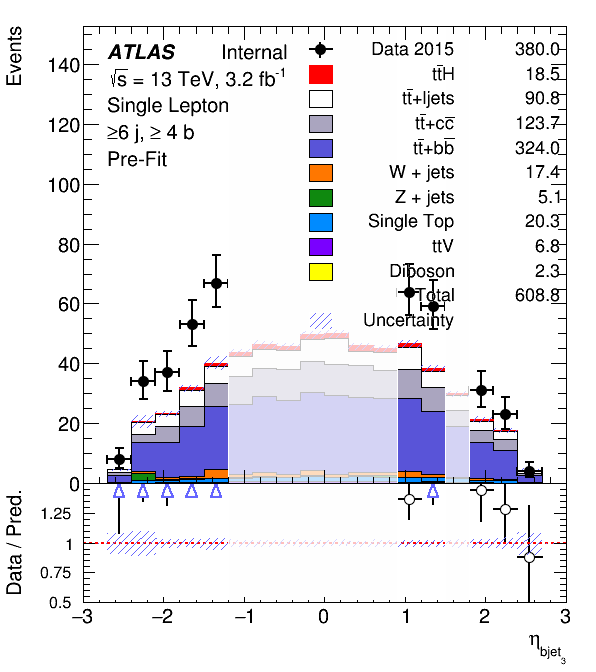 Events
140
120
100
80
60
40
20
0
ATLAS Internal
√s = 13 TeV, 3.2 fb-1
Single Lepton
≥6 j, ≥ 4 b
Pre-Fit
Data 2015 380.0
tt̄H 18.5
tt̄+ljets 90.8
tt̄+cc̄ 123.7
tt̄+bb̄ 324.0
W + jets 17.4
Z + jets 5.1
Single Top 20.3
ttV 6.8
Diboson 2.3
Total 608.8
Uncertainty
Data / Pred.
1.25
1
0.75
0.5
−3 −2 −1 0 1 2 3
ηbjet3